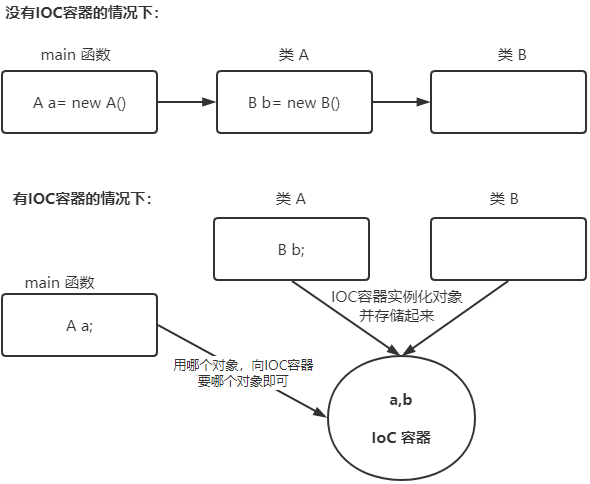 没有IOC容器的情况下：
main 函数
类 A
类 B
A a= new A()
B b= new B()
有IOC容器的情况下：
类 A
类 B
B b;
main 函数
IOC容器实例化对象
并存储起来
A a;
用哪个对象，向IOC容器
要哪个对象即可
a,b
IoC 容器